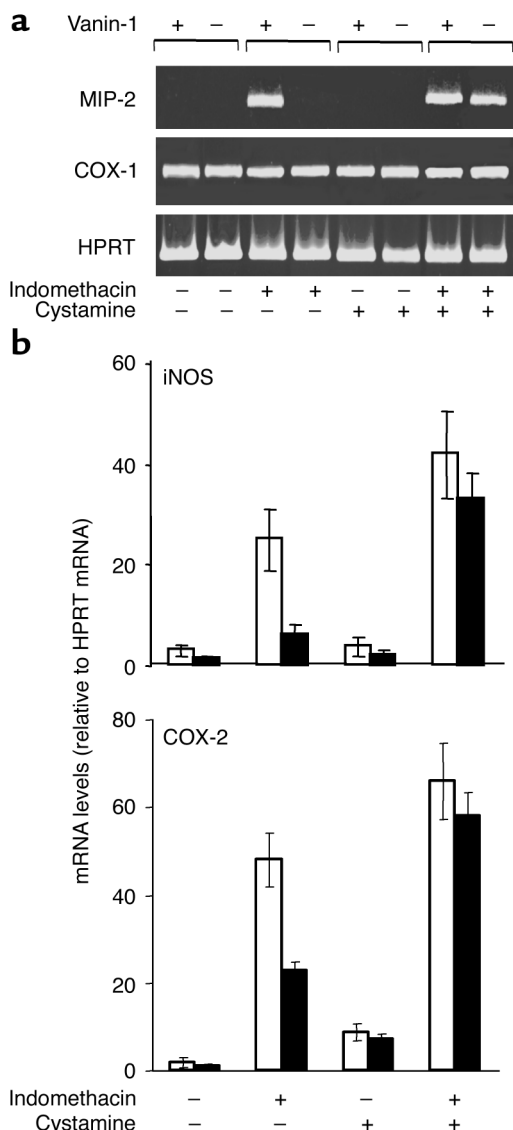 a
Vanin-1 + – + – + – + –
MIP-2
COX-1
HPRT
Indomethacin – – + + – – + +
Cystamine – – – – + + + +
b
mRNA levels (relative to HPRT mRNA)
iNOS
60
40
20
0
COX-2
80
60
40
20
0
Indomethacin – + – +
Cystamine – – + +